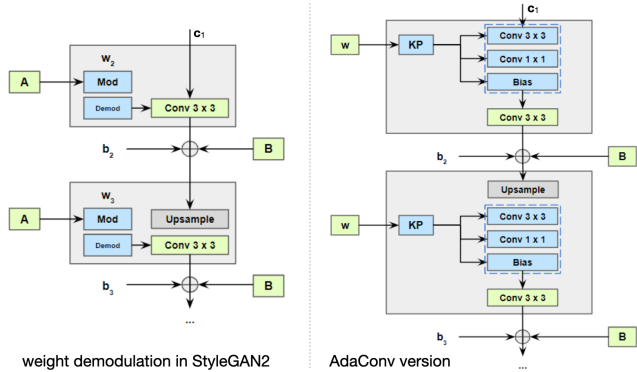 c1
w2
A
Mod
Demod
Conv 3 x 3
b2
B
w3
A
Mod
Upsample
Demod
Conv 3 x 3
b3
B
...
weight demodulation in StyleGAN2
c1
w
KP
Conv 3 x 3
Conv 1 x 1
Bias
Conv 3 x 3
b2
B
Upsample
w
KP
Conv 3 x 3
Conv 1 x 1
Bias
Conv 3 x 3
b3
B
...
AdaConv version